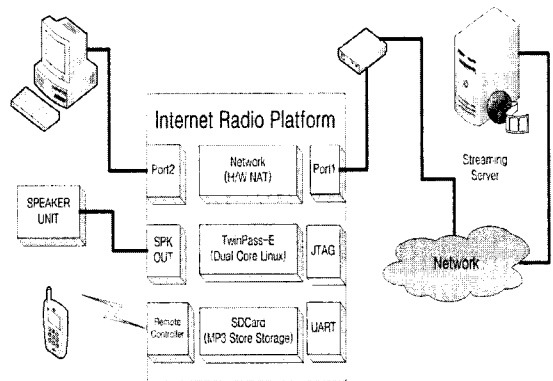 Internet Radio Platform
Port2
Network
(H/W NAT)
Port1
SPEAKER
UNIT
SPK
OUT
TwinPass-E
(Dual Core Linux)
JTAG
Remote
Controller
SDCard
(MP3 Store Storage)
UART
Streaming
Server
Network